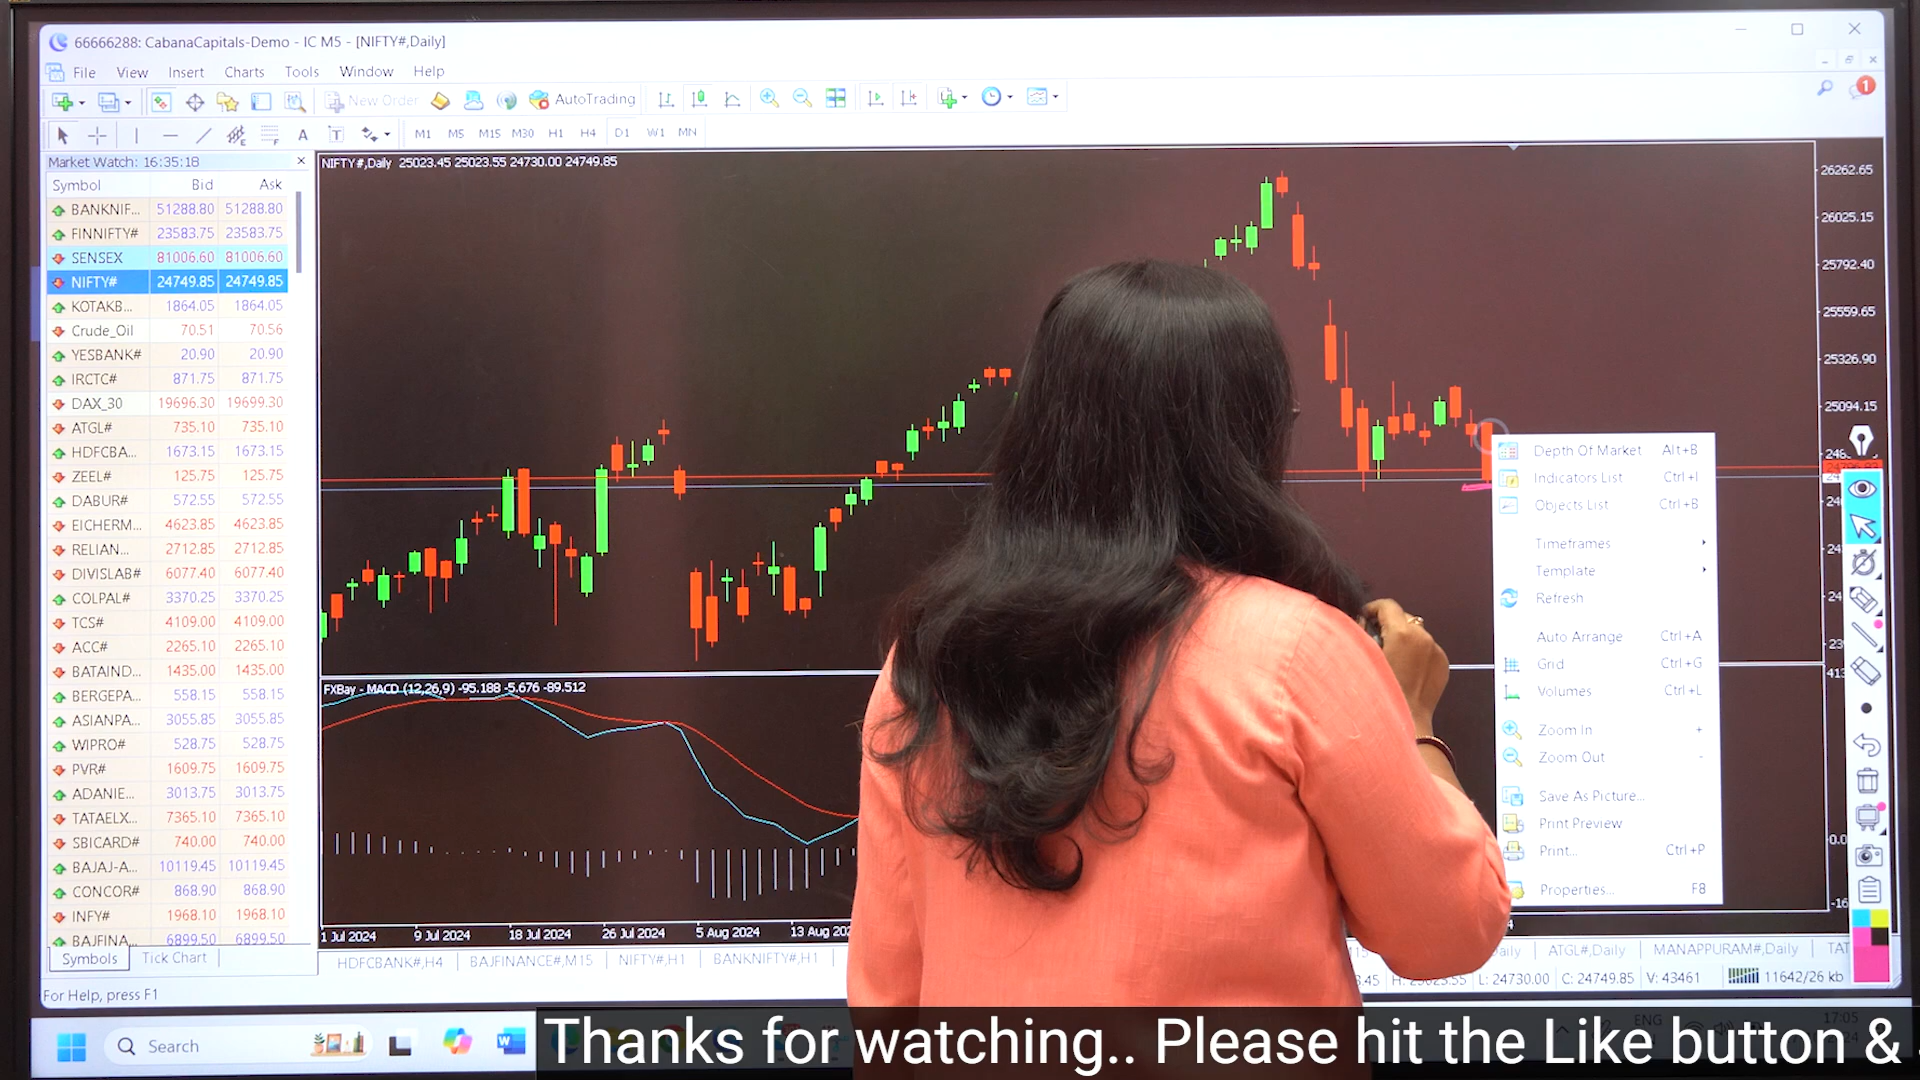 66666288: CabanaCapitals-Demo - IC M5 - [NIFTY#,Daily]
File View Insert Charts Tools Window Help
New Order AutoTrading
1
A T M1 M5 M15 M30 H1 H4 D1 W1 MN
Market Watch: 16:35:18
Symbol Bid Ask
BANKNIF... 51288.80 51288.80
FINNIFTY# 23583.75 23583.75
SENSEX 81006.60 81006.60
NIFTY# 24749.85 24749.85
KOTAKB... 1864.05 1864.05
Crude_Oil 70.51 70.56
YESBANK# 20.90 20.90
IRCTC# 871.75 871.75
DAX_30 19696.30 19699.30
ATGL# 735.10 735.10
HDFCBA... 1673.15 1673.15
ZEEL# 125.75 125.75
DABUR# 572.55 572.55
EICHERM... 4623.85 4623.85
RELIAN... 2712.85 2712.85
DIVISLAB# 6077.40 6077.40
COLPAL# 3370.25 3370.25
TCS# 4109.00 4109.00
ACC# 2265.10 2265.10
BATAIND... 1435.00 1435.00
BERGEPA... 558.15 558.15
ASIANPA... 3055.85 3055.85
WIPRO# 528.75 528.75
PVR# 1609.75 1609.75
ADANIE... 3013.75 3013.75
TATAELX... 7365.10 7365.10
SBICARD# 740.00 740.00
BAJAJ-A... 10119.45 10119.45
CONCOR# 868.90 868.90
INFY# 1968.10 1968.10
BAJFINA... 6899.50 6899.50
Symbols Tick Chart
For Help, press F1
NIFTY#,Daily 25023.45 25023.55 24730.00 24749.85
26262.65
26025.15
25792.40
25559.65
25326.90
25094.15
FXBay - MACD (12,26,9) -95.188 -5.676 -89.512
1 Jul 2024 9 Jul 2024 18 Jul 2024 26 Jul 2024 5 Aug 2024 13 Aug
HDFCBANK#,H4 BAJFINANCE#,M15 NIFTY#,H1 BANKNIFTY#,H1
ATGL#,Daily MANAPPURAM#,Daily
L: 24730.00 C: 24749.85 V: 43461 11642/26 kb
Depth Of Market Alt+B
Indicators List Ctrl+I
Objects List Ctrl+B
Timeframes
Template
Refresh
Auto Arrange Ctrl+A
Grid Ctrl+G
Volumes Ctrl+L
Zoom In +
Zoom Out -
Save As Picture...
Print Preview
Print... Ctrl+P
Properties... F8
Search
Thanks for watching.. Please hit the Like button &